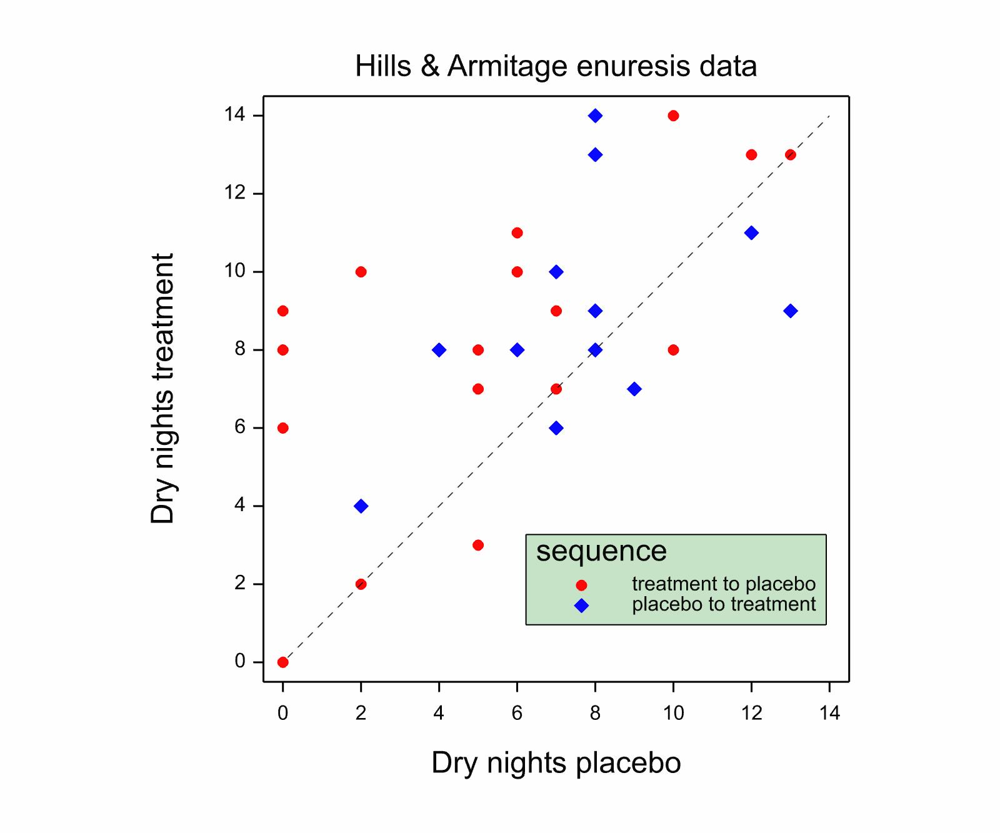 Hills & Armitage enuresis data
14
12
10
8
6
4
2
0
Dry nights treatment
sequence
treatment to placebo
placebo to treatment
0 2 4 6 8 10 12 14
Dry nights placebo